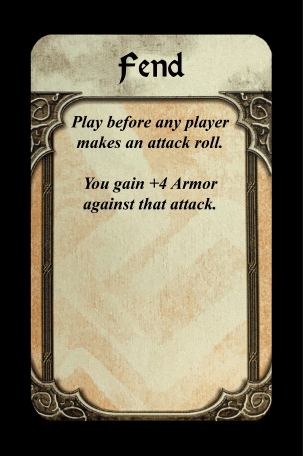 Fend
Play before any player
makes an attack roll.
You gain +4 Armor
against that attack.